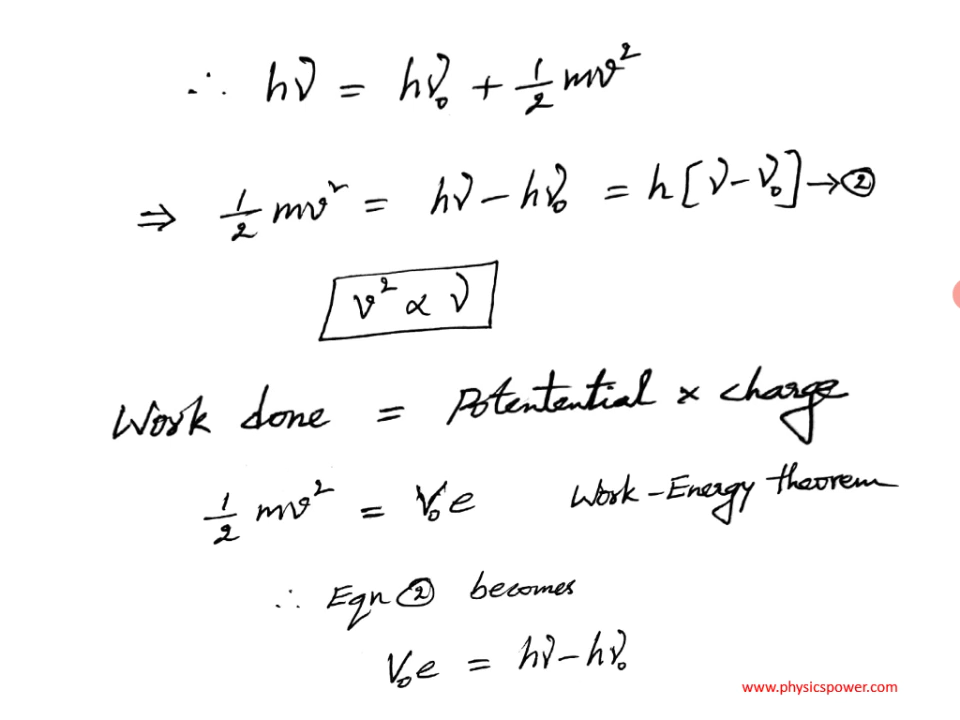 ∴ hν = hν₀ + ½ mv²
⇒ ½ mv² = hν – hν₀ = h[ν – ν₀] → ②
v² ∝ ν
Work done = Potentential × charge
½ mv² = V₀e Work – Energy theorem
∴ Eqn ② becomes
V₀e = hν – hν₀
www.physicspower.com